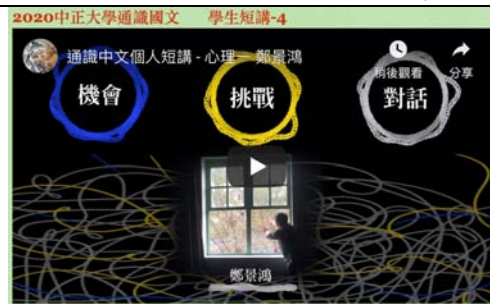 2020中正大學通識國文 學生短講-4
通識中文個人短講 - 心理一 鄭景鴻
稍後觀看
分享
機會
挑戰
對話
鄭景鴻